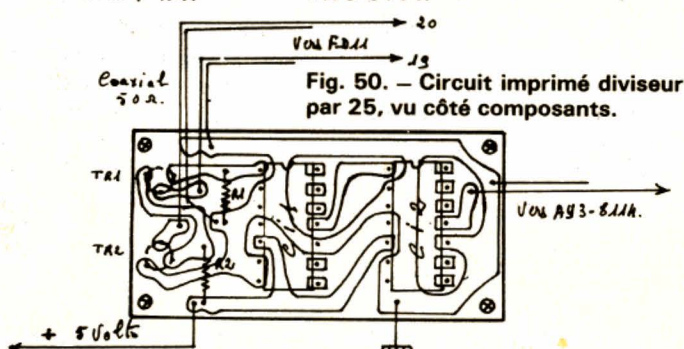 20
Vers FD11
19
Coaxial
50 Ω.
Fig. 50. — Circuit imprimé diviseur
par 25, vu côté composants.
TR1
R1
TR2
R2
Vers AY3-8114.
+ 5 Volts